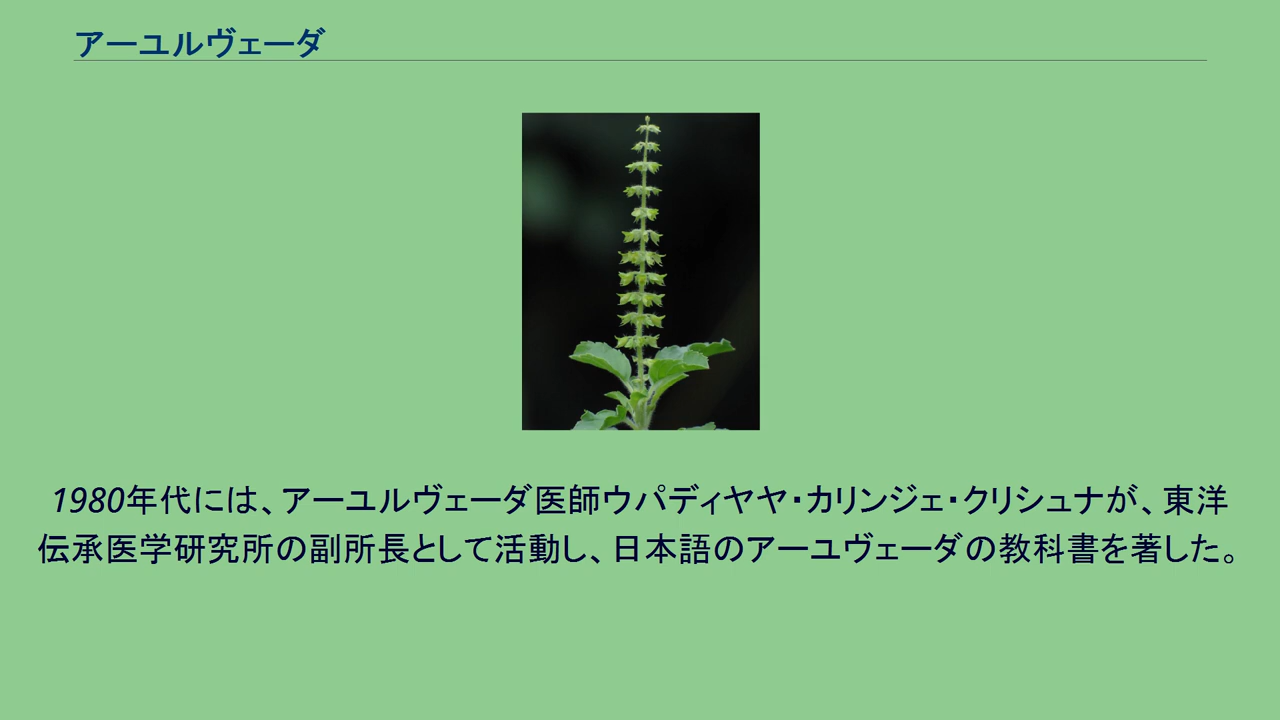 アーユルヴェーダ
1980年代には、アーユルヴェーダ医師ウパディヤヤ・カリンジェ・クリシュナが、東洋
伝承医学研究所の副所長として活動し、日本語のアーユヴェーダの教科書を著した。